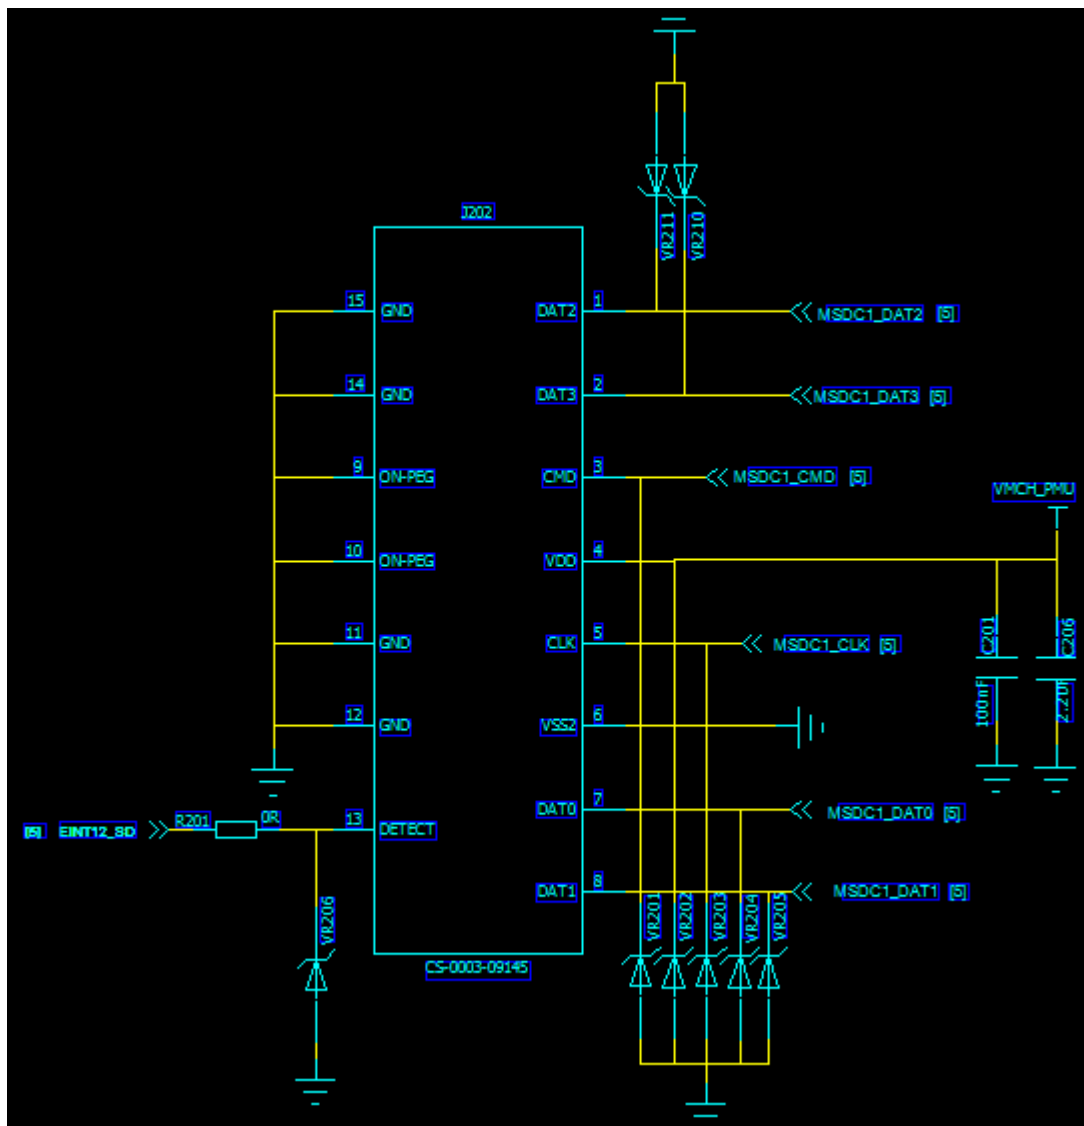 J202
VR211
VR210
15 GND
DAT2 1
MSDC1_DAT2 [5]
14 GND
DAT3 2
MSDC1_DAT3 [5]
9 ON-PEG
CMD 3
MSDC1_CMD [5]
VMCH_PMU
10 ON-PEG
VDD 4
11 GND
CLK 5
MSDC1_CLK [5]
C201
100nF
C206
12 GND
VSS2 6
[5] EINT12_SD
R201 0R
13 DETECT
DAT0 7
MSDC1_DAT0 [5]
DAT1 8
MSDC1_DAT1 [5]
VR206
VR201
VR202
VR203
VR204
VR205
CS-0003-09145